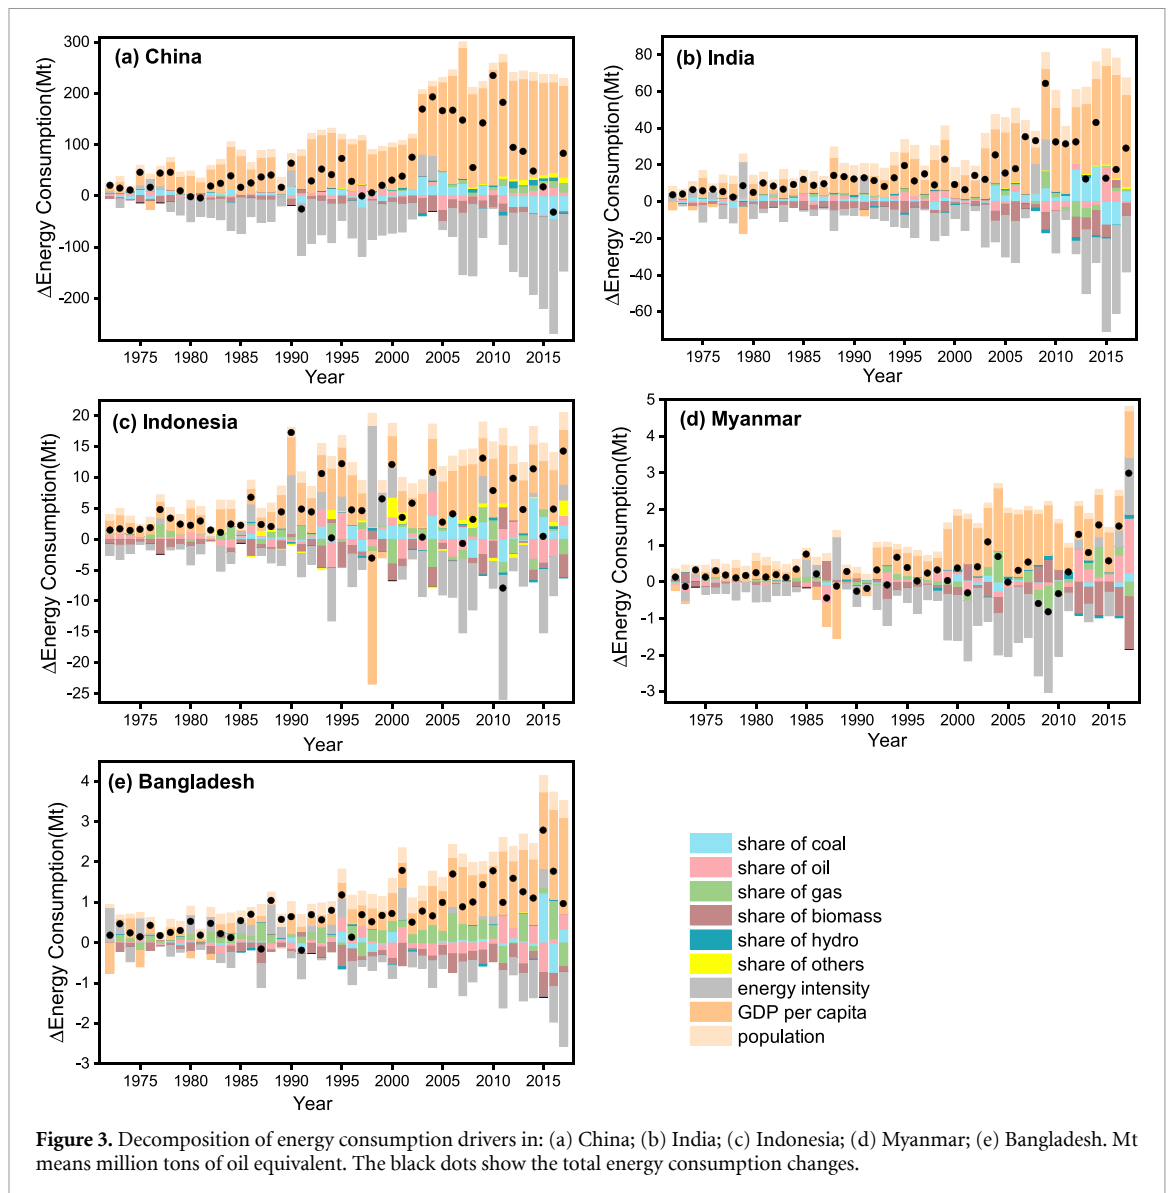 (a) China
ΔEnergy Consumption(Mt)
300
200
100
0
-100
-200
1975 1980 1985 1990 1995 2000 2005 2010 2015
Year
(b) India
ΔEnergy Consumption(Mt)
80
60
40
20
0
-20
-40
-60
1975 1980 1985 1990 1995 2000 2005 2010 2015
Year
(c) Indonesia
ΔEnergy Consumption(Mt)
20
15
10
5
0
-5
-10
-15
-20
-25
1975 1980 1985 1990 1995 2000 2005 2010 2015
Year
(d) Myanmar
ΔEnergy Consumption(Mt)
5
4
3
2
1
0
-1
-2
-3
1975 1980 1985 1990 1995 2000 2005 2010 2015
Year
(e) Bangladesh
ΔEnergy Consumption(Mt)
4
3
2
1
0
-1
-2
-3
1975 1980 1985 1990 1995 2000 2005 2010 2015
Year
share of coal
share of oil
share of gas
share of biomass
share of hydro
share of others
energy intensity
GDP per capita
population
Figure 3. Decomposition of energy consumption drivers in: (a) China; (b) India; (c) Indonesia; (d) Myanmar; (e) Bangladesh. Mt
means million tons of oil equivalent. The black dots show the total energy consumption changes.